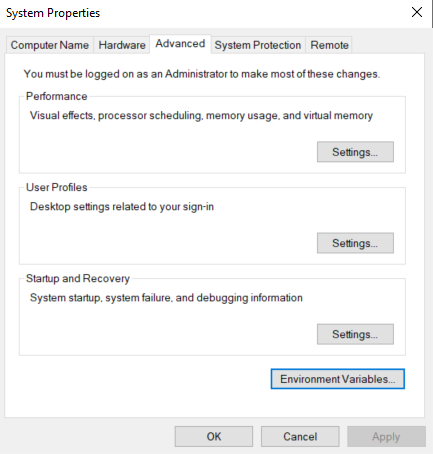 System Properties
Computer Name Hardware Advanced System Protection Remote
You must be logged on as an Administrator to make most of these changes.
Performance
Visual effects, processor scheduling, memory usage, and virtual memory
Settings...
User Profiles
Desktop settings related to your sign-in
Settings...
Startup and Recovery
System startup, system failure, and debugging information
Settings...
Environment Variables...
OK Cancel Apply